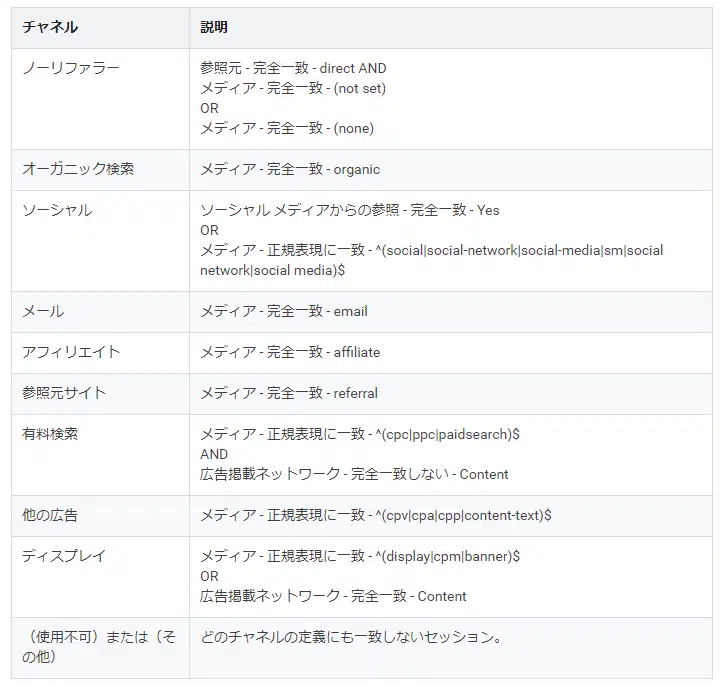 チャネル
説明
ノーリファラー
参照元 - 完全一致 - direct AND
メディア - 完全一致 - (not set)
OR
メディア - 完全一致 - (none)
オーガニック検索
メディア - 完全一致 - organic
ソーシャル
ソーシャル メディアからの参照 - 完全一致 - Yes
OR
メディア - 正規表現に一致 - ^(social|social-network|social-media|sm|social
network|social media)$
メール
メディア - 完全一致 - email
アフィリエイト
メディア - 完全一致 - affiliate
参照元サイト
メディア - 完全一致 - referral
有料検索
メディア - 正規表現に一致 - ^(cpc|ppc|paidsearch)$
AND
広告掲載ネットワーク - 完全一致しない - Content
他の広告
メディア - 正規表現に一致 - ^(cpv|cpa|cpp|content-text)$
ディスプレイ
メディア - 正規表現に一致 - ^(display|cpm|banner)$
OR
広告掲載ネットワーク - 完全一致 - Content
（使用不可）または（そ
の他）
どのチャネルの定義にも一致しないセッション。